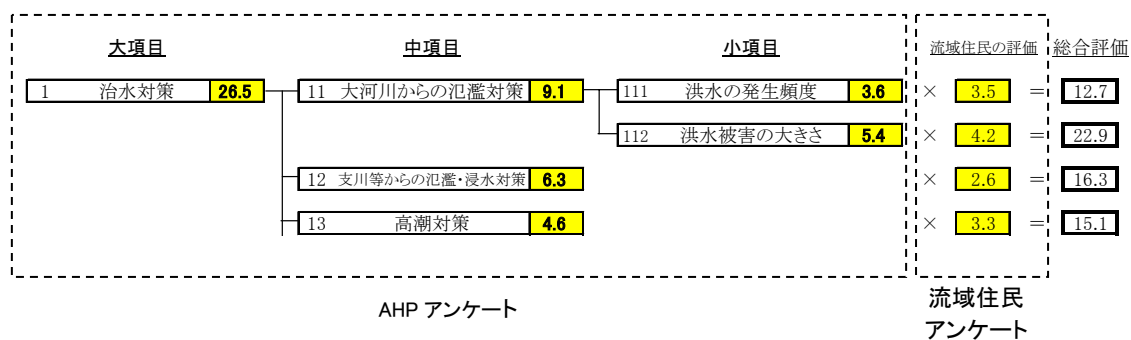 大項目 中項目 小項目 流域住民の評価 総合評価
1 治水対策 26.5 11 大河川からの氾濫対策 9.1 111 洪水の発生頻度 3.6 × 3.5 = 12.7
112 洪水被害の大きさ 5.4 × 4.2 = 22.9
12 支川等からの氾濫・浸水対策 6.3 × 2.6 = 16.3
13 高潮対策 4.6 × 3.3 = 15.1
AHP アンケート
流域住民
アンケート